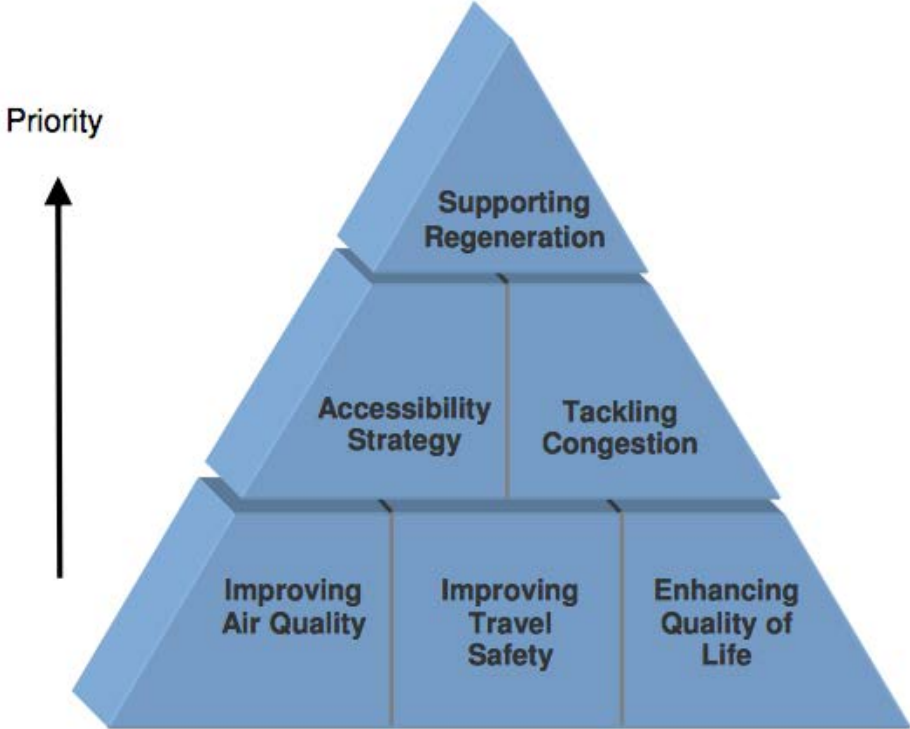 Priority
Supporting
Regeneration
Accessibility
Strategy
Tackling
Congestion
Improving
Air Quality
Improving
Travel
Safety
Enhancing
Quality of
Life